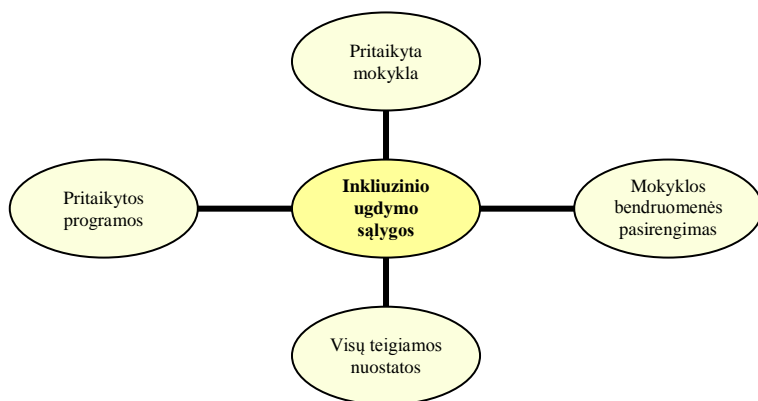 Pritaikyta
mokykla
Pritaikytos
programos
Inkliuzinio
ugdymo
sąlygos
Mokyklos
bendruomenės
pasirengimas
Visų teigiamos
nuostatos